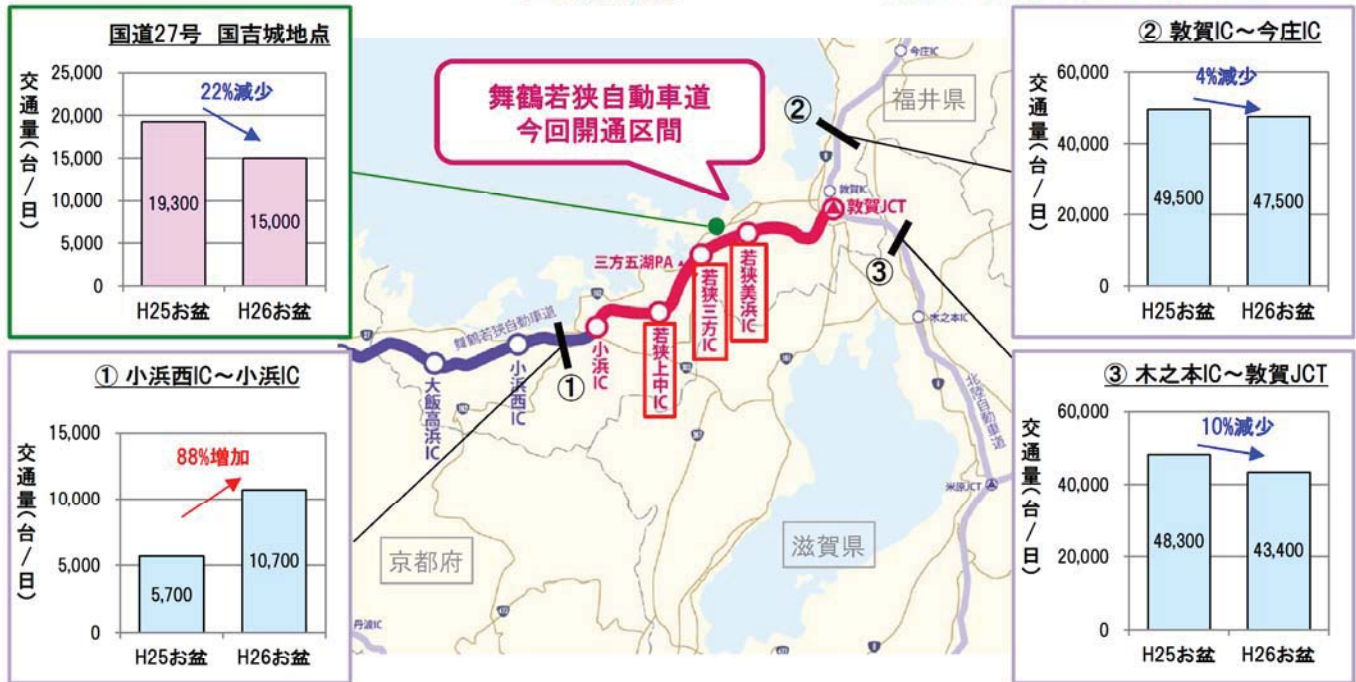 国道27号 国吉城地点
交通量(台/日)
25,000
20,000
15,000
10,000
5,000
0
22%減少
19,300
15,000
H25お盆
H26お盆
① 小浜西IC～小浜IC
交通量(台/日)
15,000
10,000
5,000
0
88%増加
5,700
10,700
H25お盆
H26お盆
舞鶴若狭自動車道
今回開通区間
今庄IC
福井県
②
8
敦賀IC
敦賀JCT
③
三方五湖PA
若狭美浜IC
若狭三方IC
若狭上中IC
小浜IC
①
舞鶴若狭自動車道
小浜西IC
大飯高浜IC
27
162
162
303
367
161
8
木之本IC
北陸自動車道
米原JCT
滋賀県
京都府
丹波IC
② 敦賀IC～今庄IC
交通量(台/日)
60,000
40,000
20,000
0
4%減少
49,500
47,500
H25お盆
H26お盆
③ 木之本IC～敦賀JCT
交通量(台/日)
60,000
40,000
20,000
0
10%減少
48,300
43,400
H25お盆
H26お盆